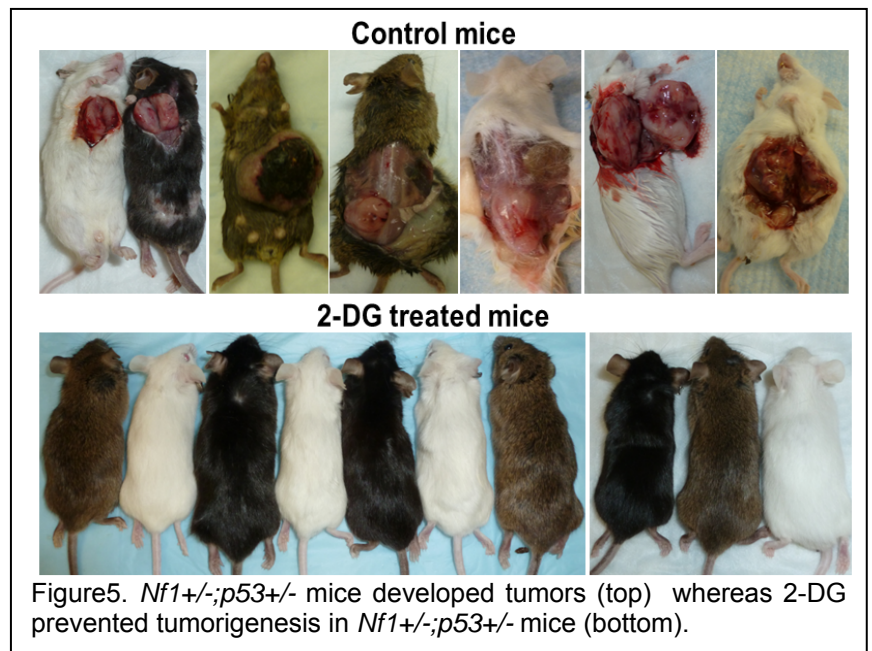 Control mice
2-DG treated mice
Figure5. Nf1+/-;p53+/- mice developed tumors (top) whereas 2-DG
prevented tumorigenesis in Nf1+/-;p53+/- mice (bottom).